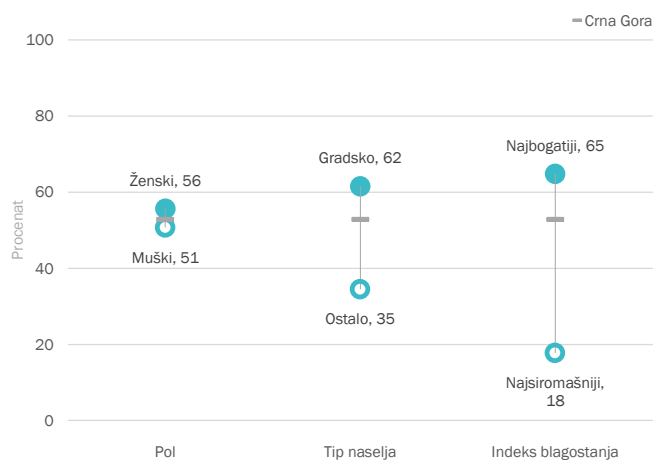 Crna Gora
100
80
60
40
20
0
Procenat
Ženski, 56
Muški, 51
Gradsko, 62
Ostalo, 35
Najbogatiji, 65
Najsiromašniji,
18
Pol
Tip naselja
Indeks blagostanja